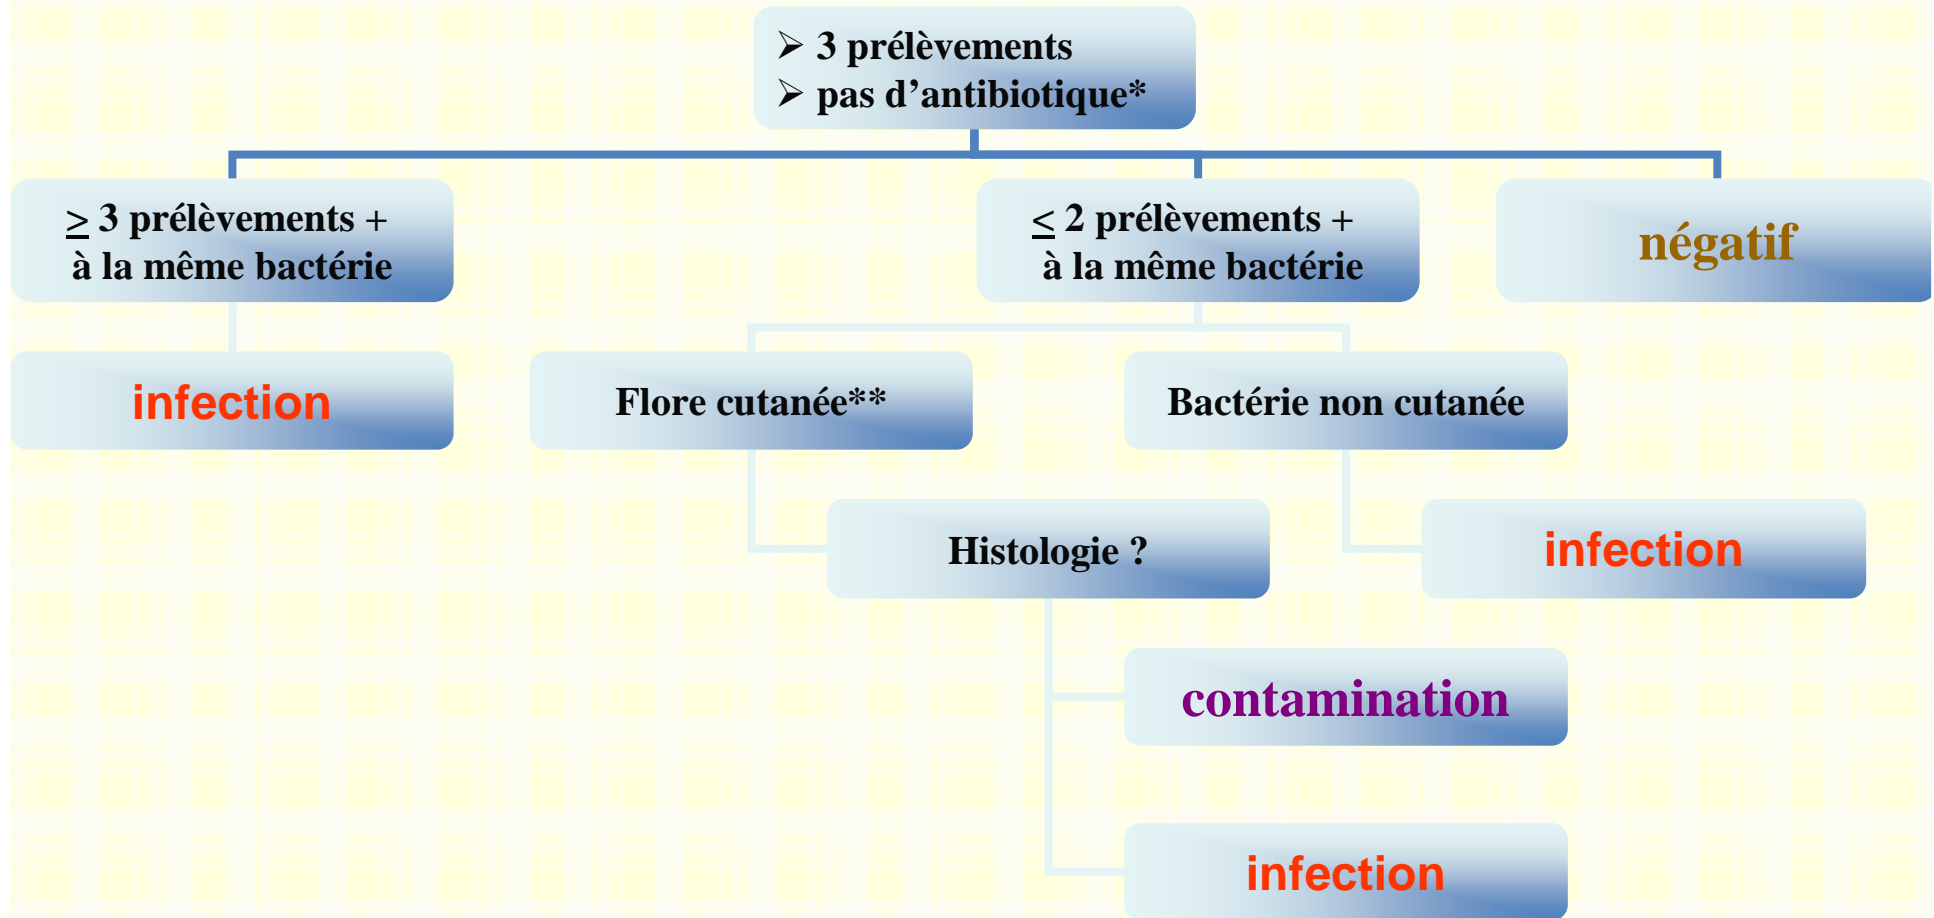 ➢ 3 prélèvements
➢ pas d’antibiotique*
≥ 3 prélèvements +
à la même bactérie
≤ 2 prélèvements +
à la même bactérie
négatif
infection
Flore cutanée**
Bactérie non cutanée
Histologie ?
infection
contamination
infection